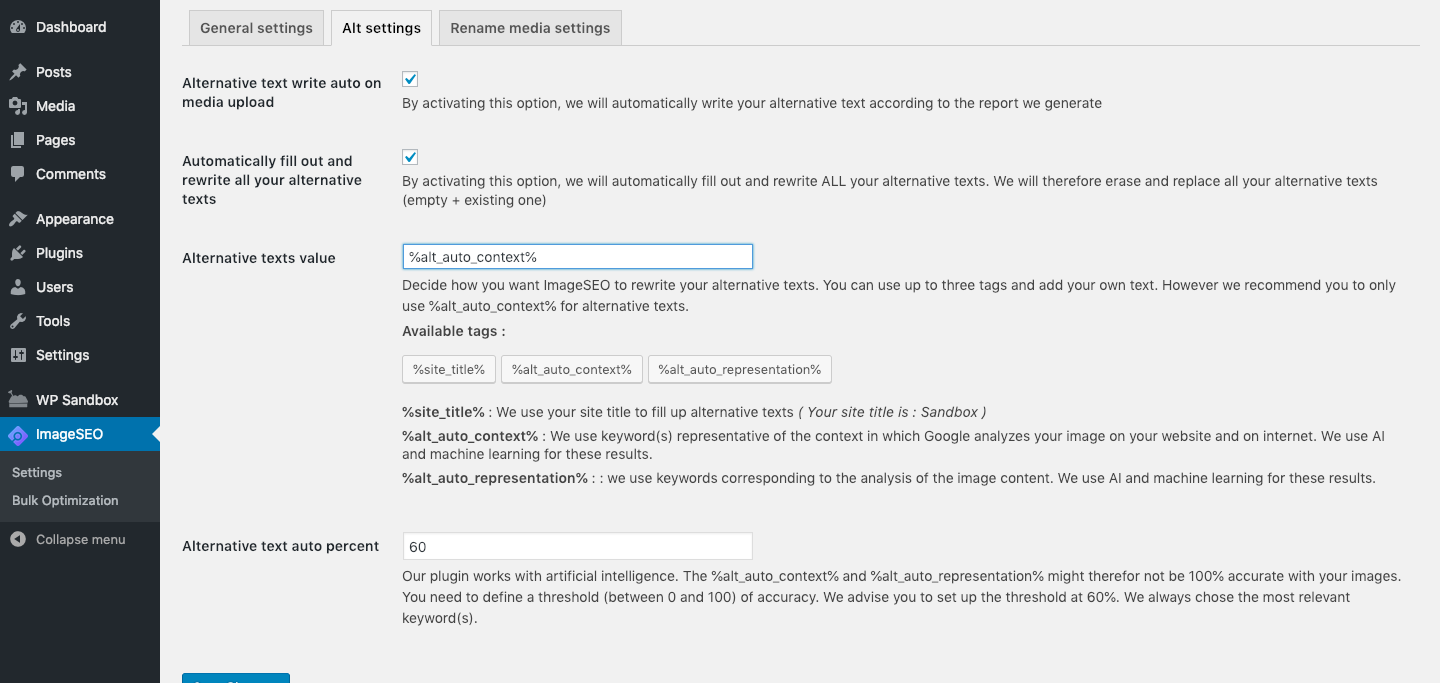 Dashboard
Posts
Media
Pages
Comments
Appearance
Plugins
Users
Tools
Settings
WP Sandbox
ImageSEO
Settings
Bulk Optimization
Collapse menu
General settings
Alt settings
Rename media settings
Alternative text write auto on
media upload
By activating this option, we will automatically write your alternative text according to the report we generate
Automatically fill out and
rewrite all your alternative
texts
By activating this option, we will automatically fill out and rewrite ALL your alternative texts. We will therefore erase and replace all your alternative texts
(empty + existing one)
Alternative texts value
%alt_auto_context%
Decide how you want ImageSEO to rewrite your alternative texts. You can use up to three tags and add your own text. However we recommend you to only
use %alt_auto_context% for alternative texts.
Available tags :
%site_title%
%alt_auto_context%
%alt_auto_representation%
%site_title% : We use your site title to fill up alternative texts ( Your site title is : Sandbox )
%alt_auto_context% : We use keyword(s) representative of the context in which Google analyzes your image on your website and on internet. We use AI
and machine learning for these results.
%alt_auto_representation% : : we use keywords corresponding to the analysis of the image content. We use AI and machine learning for these results.
Alternative text auto percent
60
Our plugin works with artificial intelligence. The %alt_auto_context% and %alt_auto_representation% might therefor not be 100% accurate with your images.
You need to define a threshold (between 0 and 100) of accuracy. We advise you to set up the threshold at 60%. We always chose the most relevant
keyword(s).